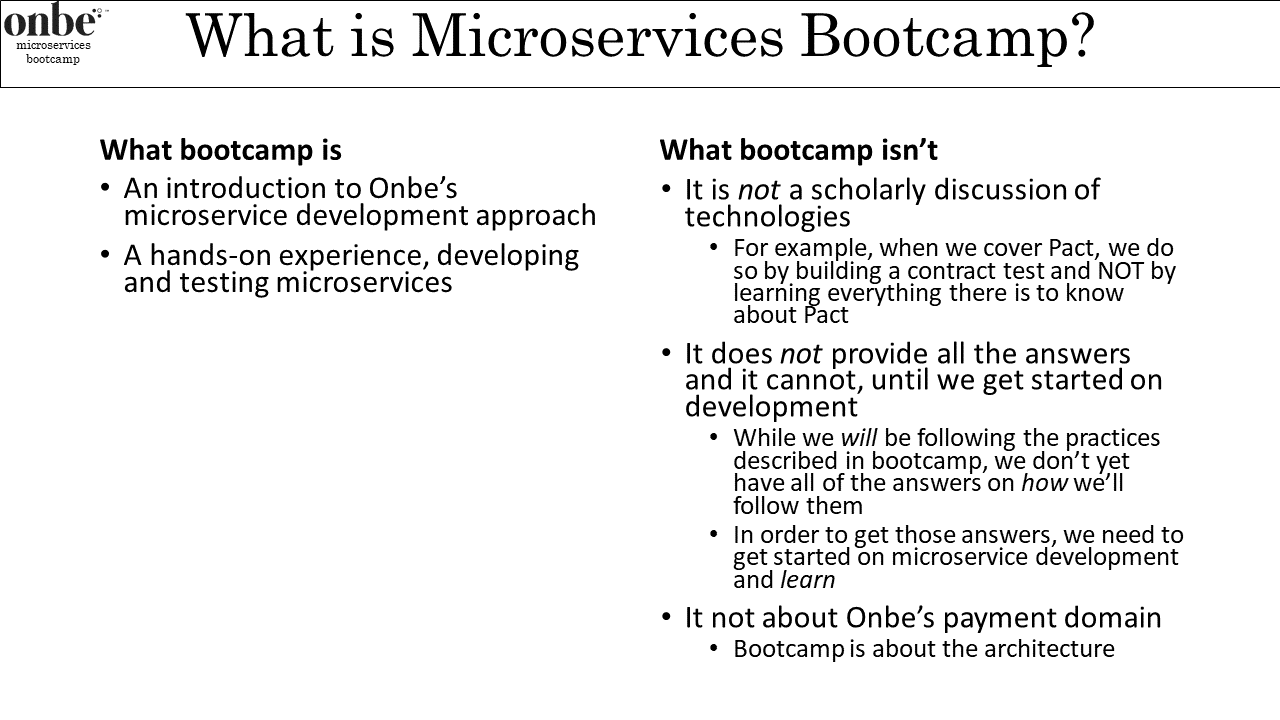 onbe
microservices
bootcamp
What is Microservices Bootcamp?
What bootcamp is
• An introduction to Onbe’s
microservice development approach
• A hands-on experience, developing
and testing microservices
What bootcamp isn’t
• It is not a scholarly discussion of
technologies
• For example, when we cover Pact, we do
so by building a contract test and NOT by
learning everything there is to know
about Pact
• It does not provide all the answers
and it cannot, until we get started on
development
• While we will be following the practices
described in bootcamp, we don’t yet
have all of the answers on how we’ll
follow them
• In order to get those answers, we need to
get started on microservice development
and learn
• It not about Onbe’s payment domain
• Bootcamp is about the architecture